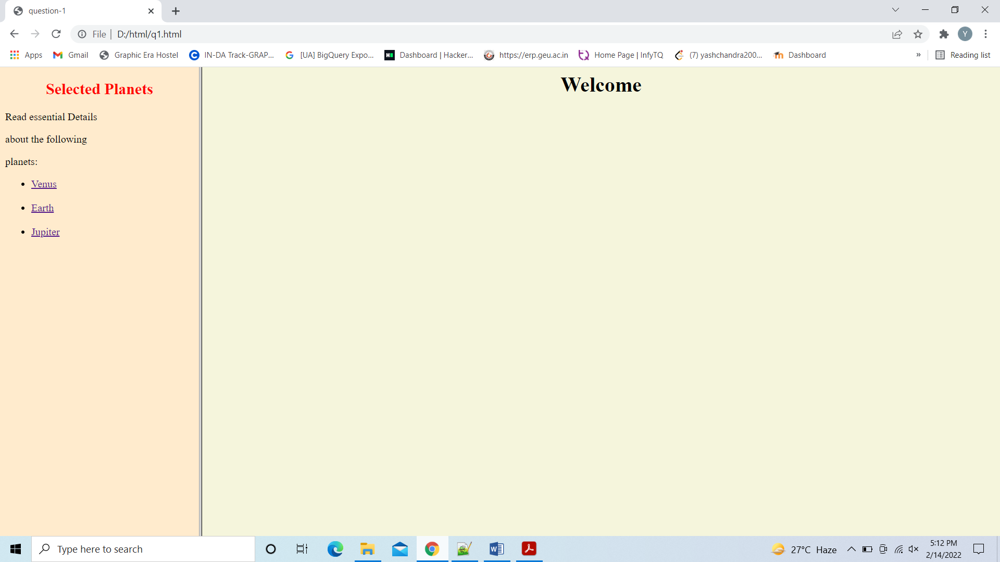 question-1
File | D:/html/q1.html
Y
Apps Gmail Graphic Era Hostel IN-DA Track-GRAP... [UA] BigQuery Expo... Dashboard | Hacker... https://erp.geu.ac.in Home Page | InfyTQ (7) yashchandra200... Dashboard » Reading list
Selected Planets
Read essential Details
about the following
planets:
• Venus
• Earth
• Jupiter
Welcome
Type here to search
27°C Haze
5:12 PM
2/14/2022